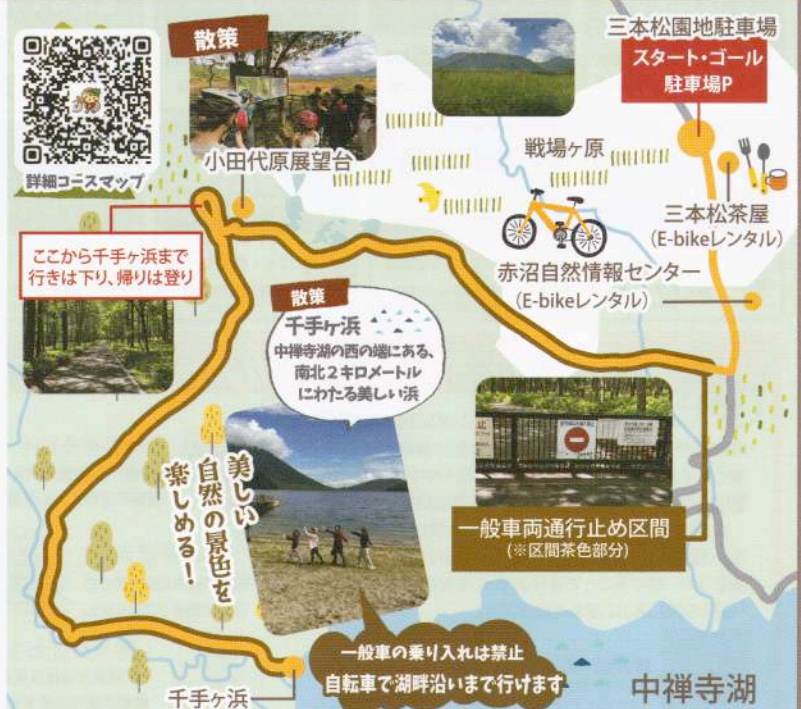 散策
三本松園地駐車場
スタート・ゴール
駐車場P
詳細コースマップ
小田代原展望台
戦場ヶ原
三本松茶屋
(E-bikeレンタル)
ここから千手ヶ浜まで
行きは下り、帰りは登り
赤沼自然情報センター
(E-bikeレンタル)
散策
千手ヶ浜
中禅寺湖の西の端にある、
南北2キロメートル
にわたる美しい浜
美しい
自然の景色を
楽しめる!
一般車両通行止め区間
(※区間茶色部分)
一般車の乗り入れは禁止
自転車で湖畔沿いまで行けます
千手ヶ浜
中禅寺湖